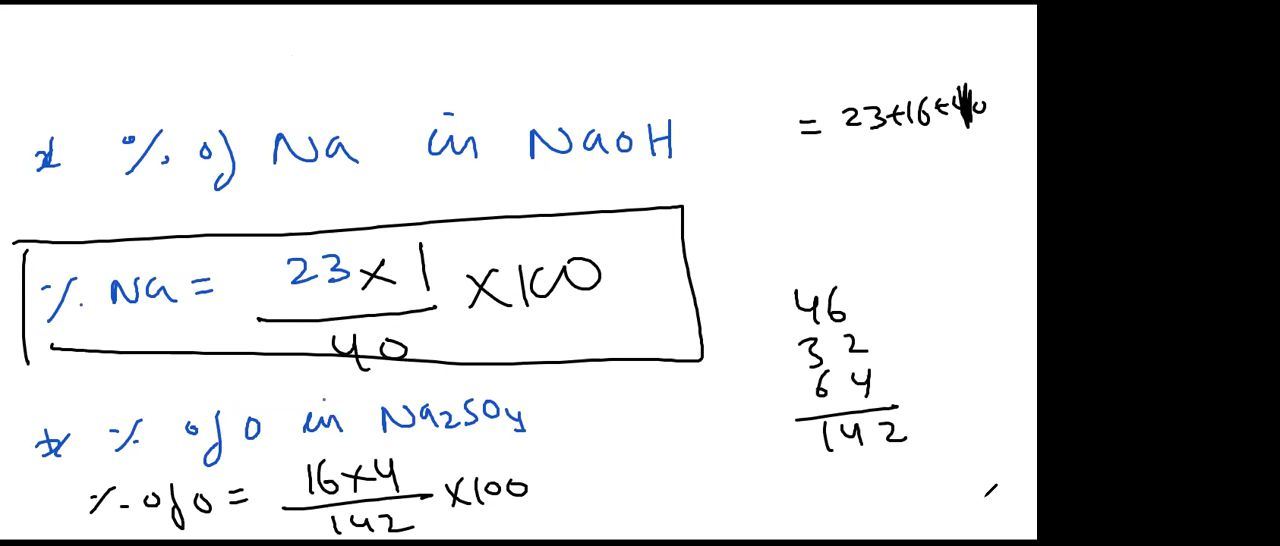 * % of Na in NaOH
= 23+16+
% Na = 23 × 1 × 100
40
46
32
64
142
* % of O in Na2SO4
% of O = 16×4 ×100
142